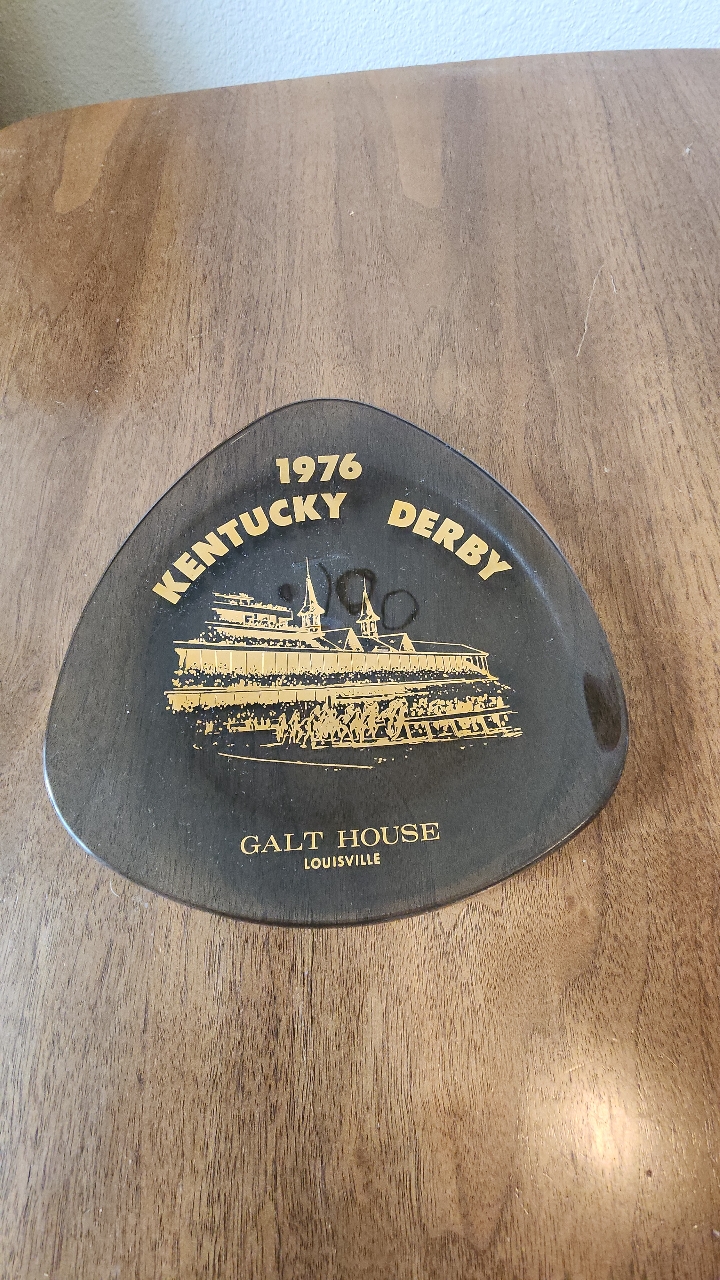 1976
KENTUCKY DERBY
GALT HOUSE
LOUISVILLE